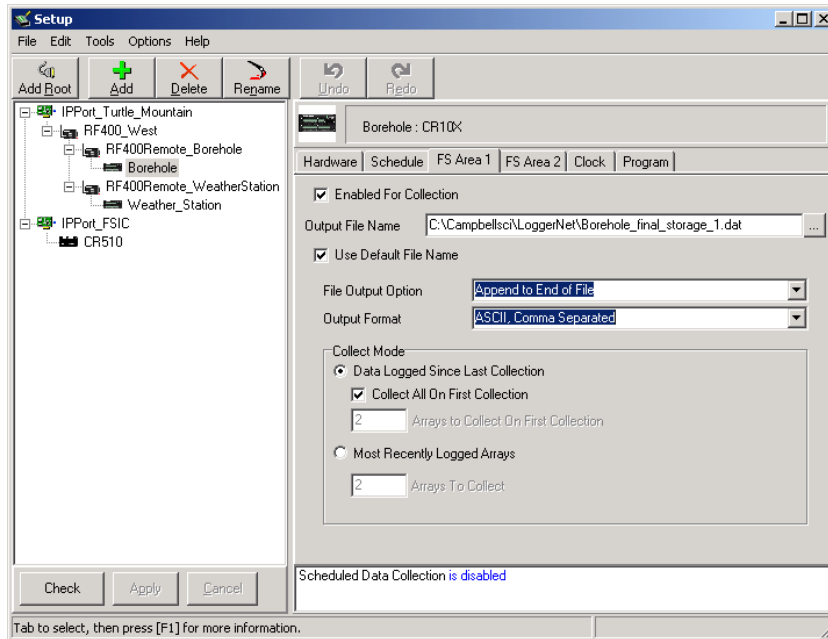 Setup
File Edit Tools Options Help
Add Root Add Delete Rename Undo Redo
IPPort_Turtle_Mountain
RF400_West
RF400Remote_Borehole
Borehole
RF400Remote_WeatherStation
Weather_Station
IPPort_FSIC
CR510
Borehole : CR10X
Hardware Schedule FS Area 1 FS Area 2 Clock Program
Enabled For Collection
Output File Name C:\Campbellsci\LoggerNet\Borehole_final_storage_1.dat ...
Use Default File Name
File Output Option Append to End of File
Output Format ASCII, Comma Separated
Collect Mode
Data Logged Since Last Collection
Collect All On First Collection
2 Arrays to Collect On First Collection
Most Recently Logged Arrays
2 Arrays To Collect
Check Apply Cancel
Scheduled Data Collection is disabled
Tab to select, then press [F1] for more information.